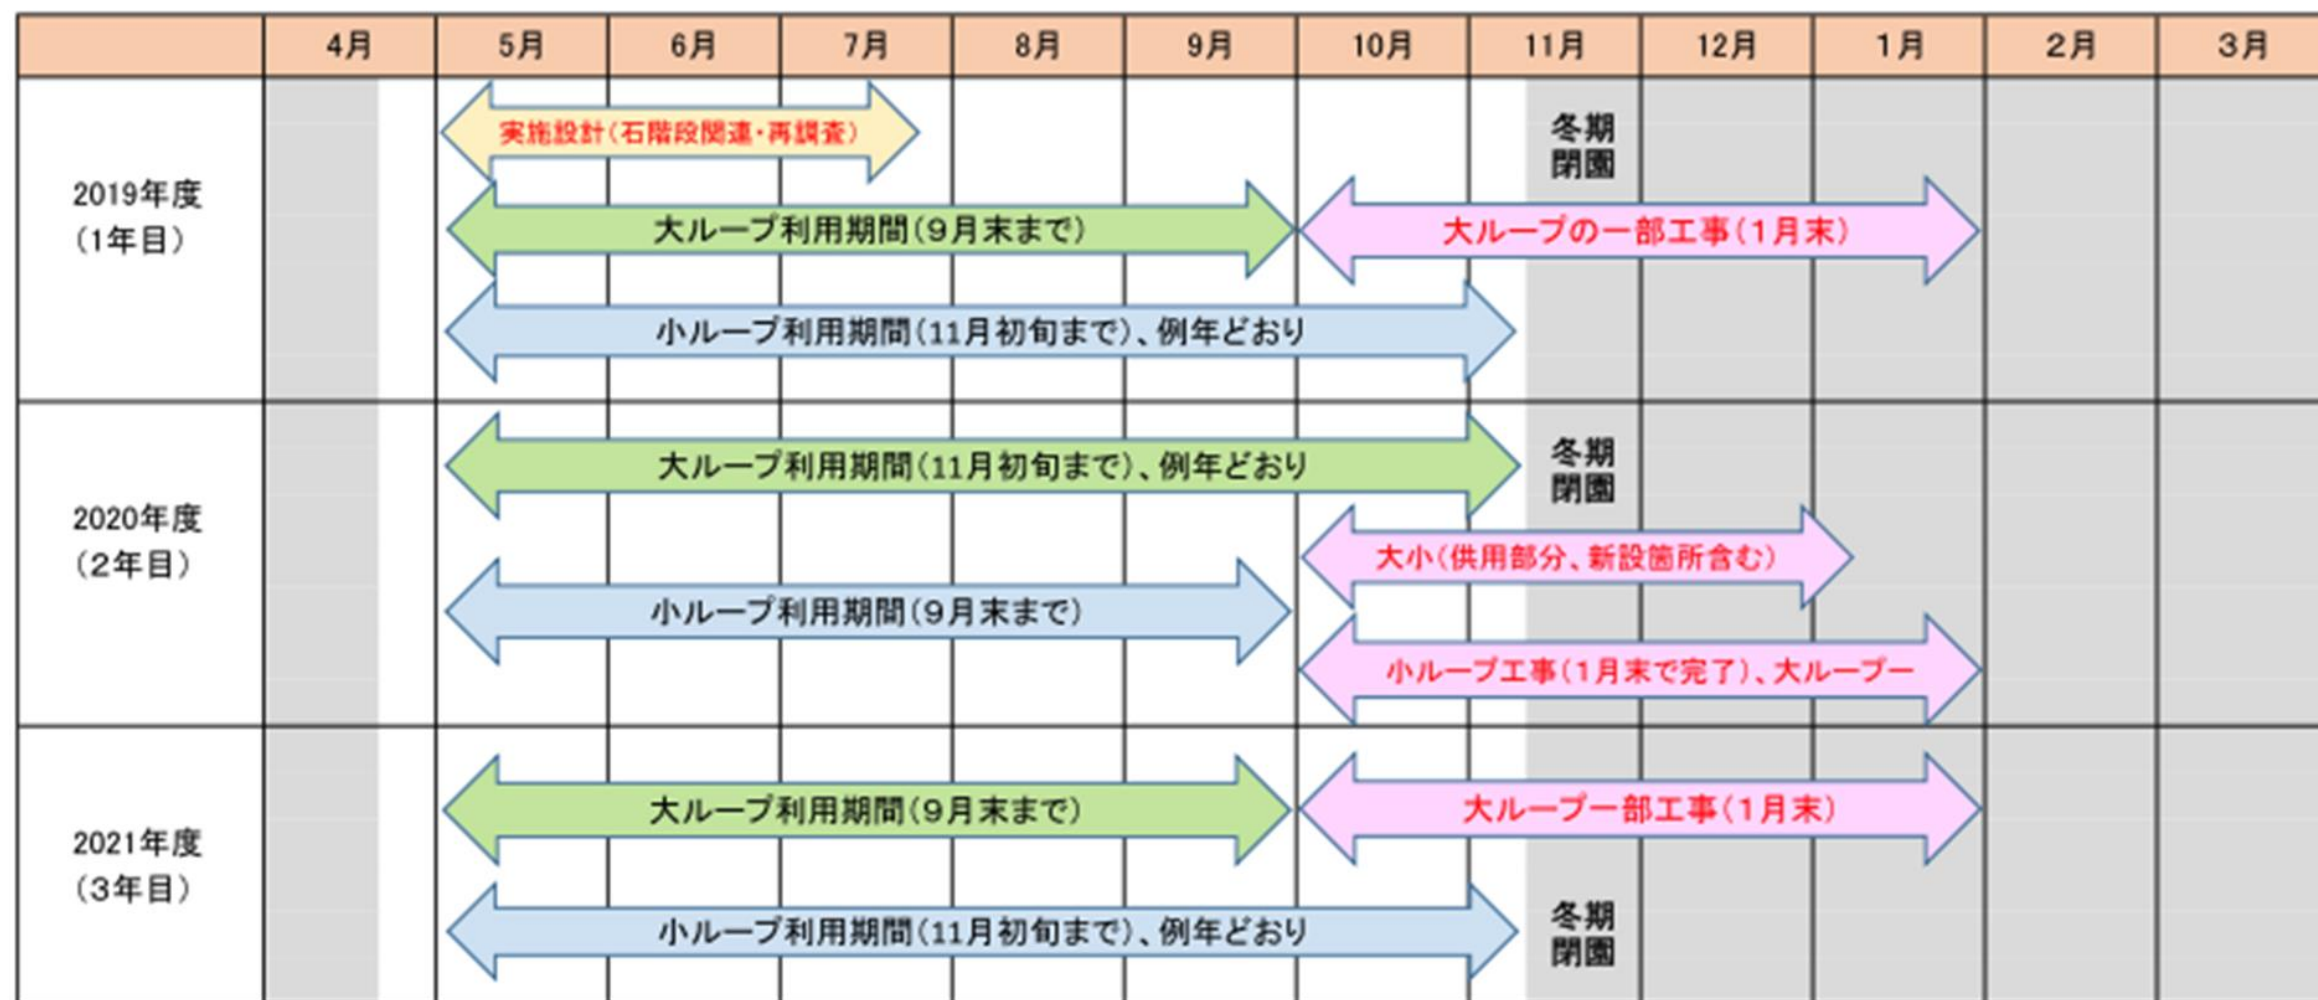 4月 5月 6月 7月 8月 9月 10月 11月 12月 1月 2月 3月
2019年度
（1年目）
実施設計（石階段関連・再調査）
冬期
閉園
大ループ利用期間（9月末まで）
大ループの一部工事（1月末）
小ループ利用期間（11月初旬まで）、例年どおり
2020年度
（2年目）
大ループ利用期間（11月初旬まで）、例年どおり
冬期
閉園
大小（供用部分、新設箇所含む）
小ループ利用期間（9月末まで）
小ループ工事（1月末で完了）、大ループ一
2021年度
（3年目）
大ループ利用期間（9月末まで）
大ループ一部工事（1月末）
小ループ利用期間（11月初旬まで）、例年どおり
冬期
閉園